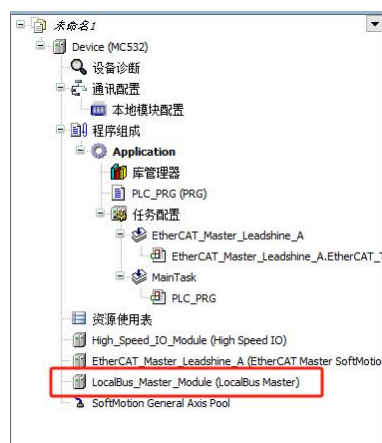 未命名1
Device (MC532)
设备诊断
通讯配置
本地模块配置
程序组成
Application
库管理器
PLC_PRG (PRG)
任务配置
EtherCAT_Master_Leadshine_A
EtherCAT_Master_Leadshine_A.EtherCAT_T
MainTask
PLC_PRG
资源使用表
High_Speed_IO_Module (High Speed IO)
EtherCAT_Master_Leadshine_A (EtherCAT Master SoftMotio
LocalBus_Master_Module (LocalBus Master)
SoftMotion General Axis Pool